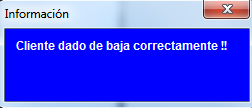 Información
Cliente dado de baja correctamente !!